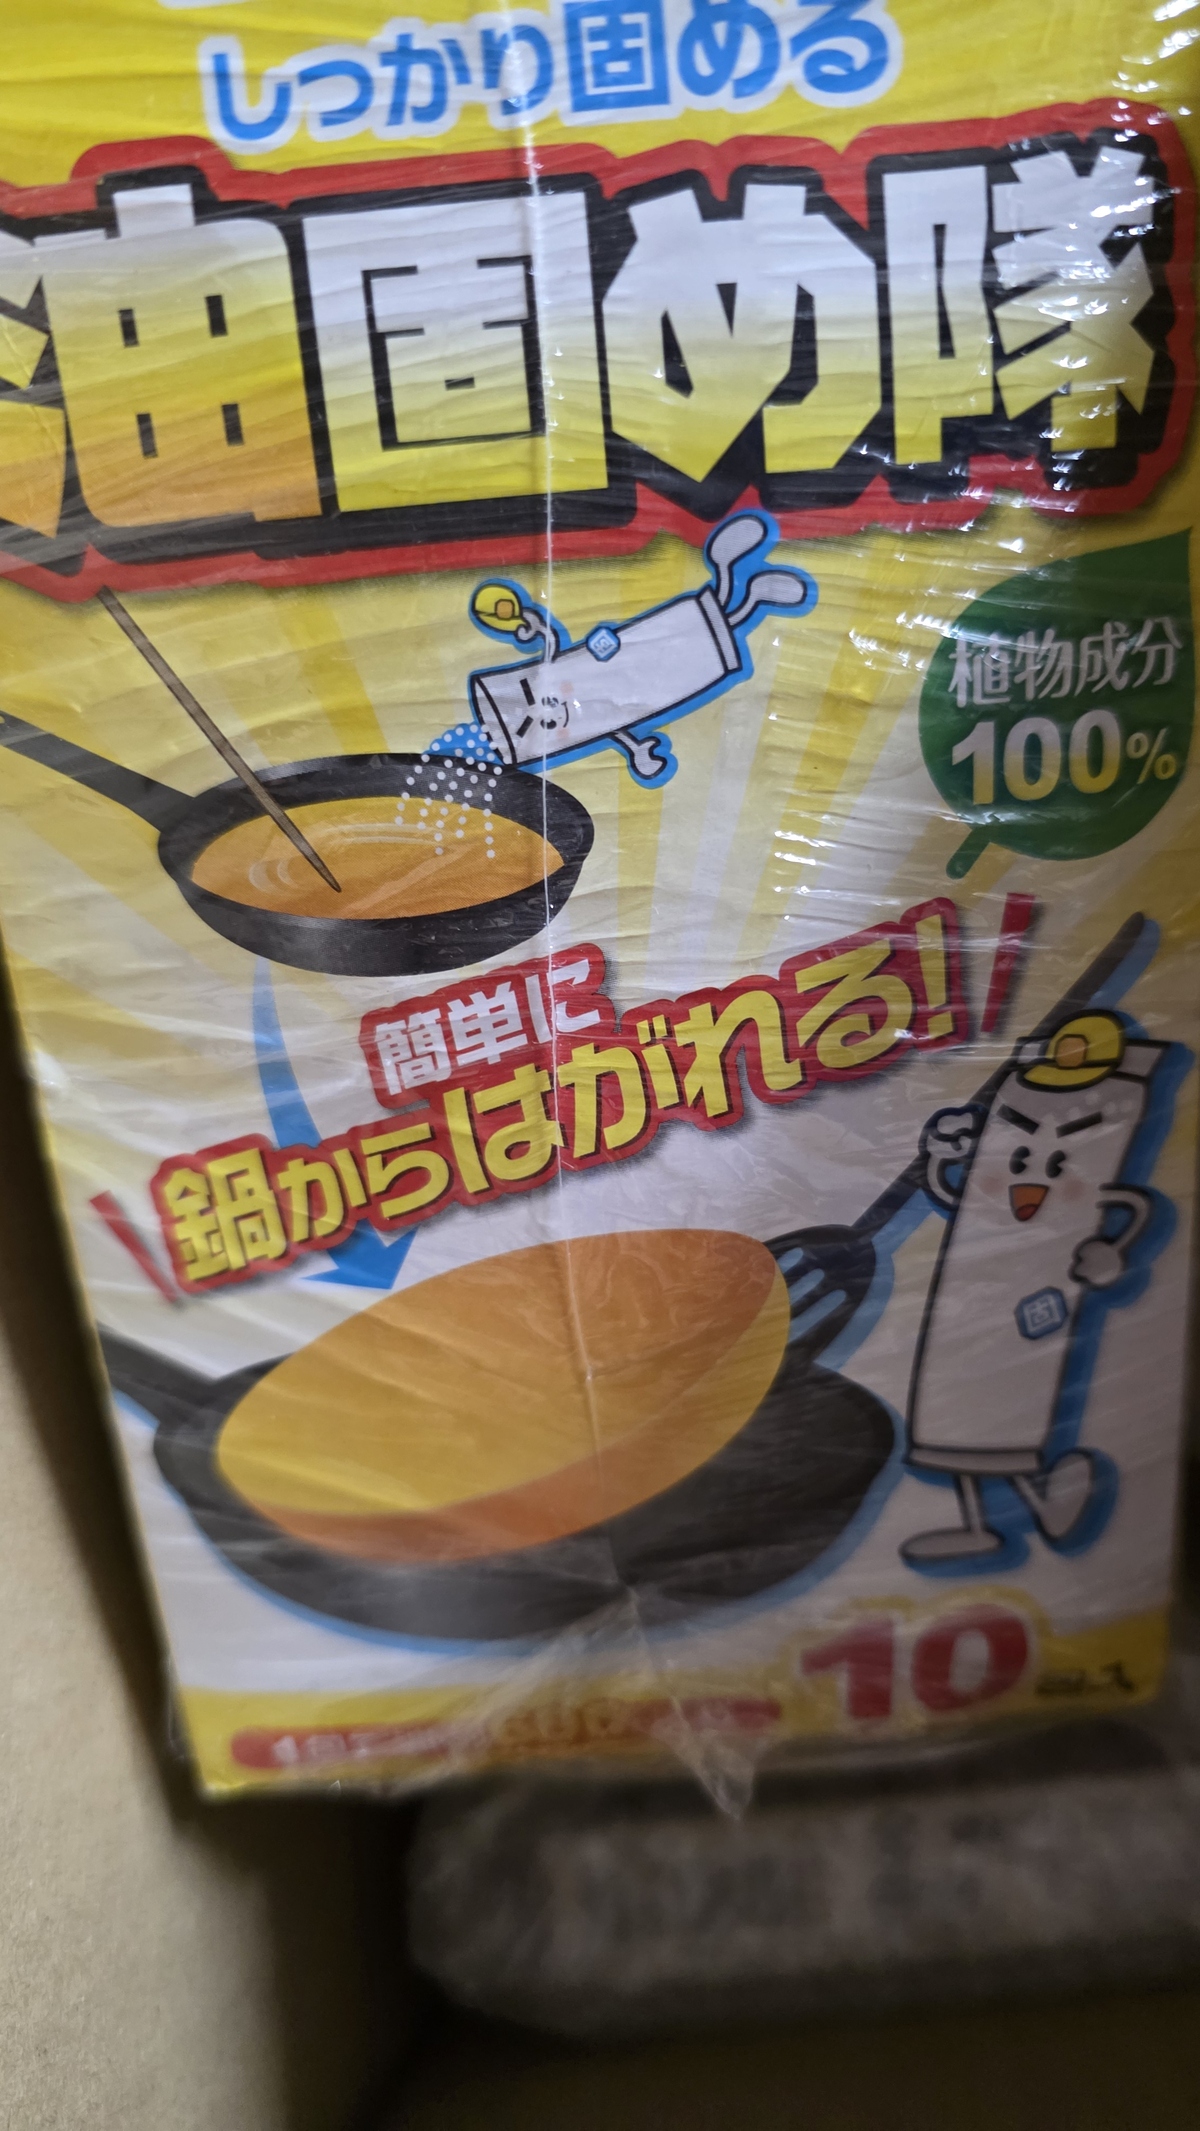 しっかり固める
油固め隊
植物成分
100%
簡単に
鍋からはがれる!
固
10